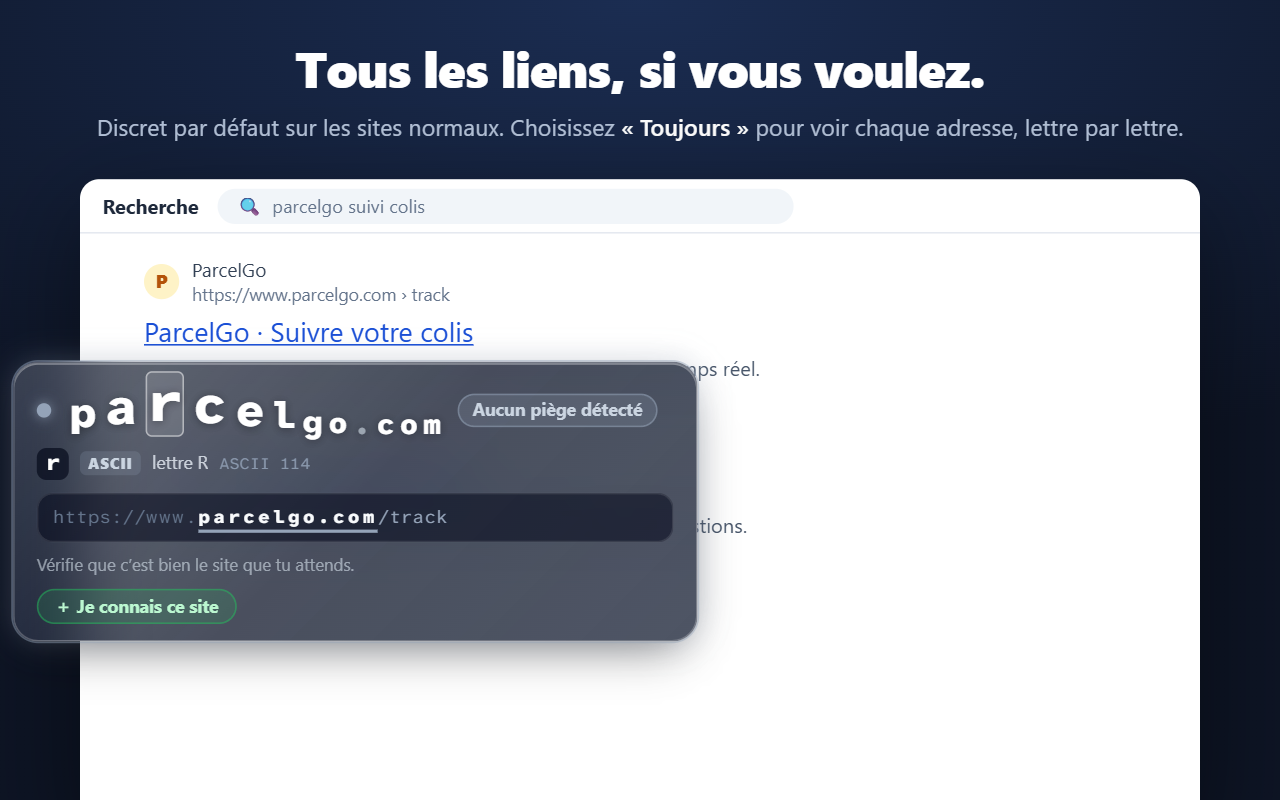 Tous les liens, si vous voulez.
Discret par défaut sur les sites normaux. Choisissez « Toujours » pour voir chaque adresse, lettre par lettre.
Recherche
parcelgo suivi colis
P
ParcelGo
https://www.parcelgo.com › track
ParcelGo · Suivre votre colis
réel.
parcelgo.com
Aucun piège détecté
r ASCII lettre R ASCII 114
https://www.parcelgo.com/track
Vérifie que c'est bien le site que tu attends.
+ Je connais ce site